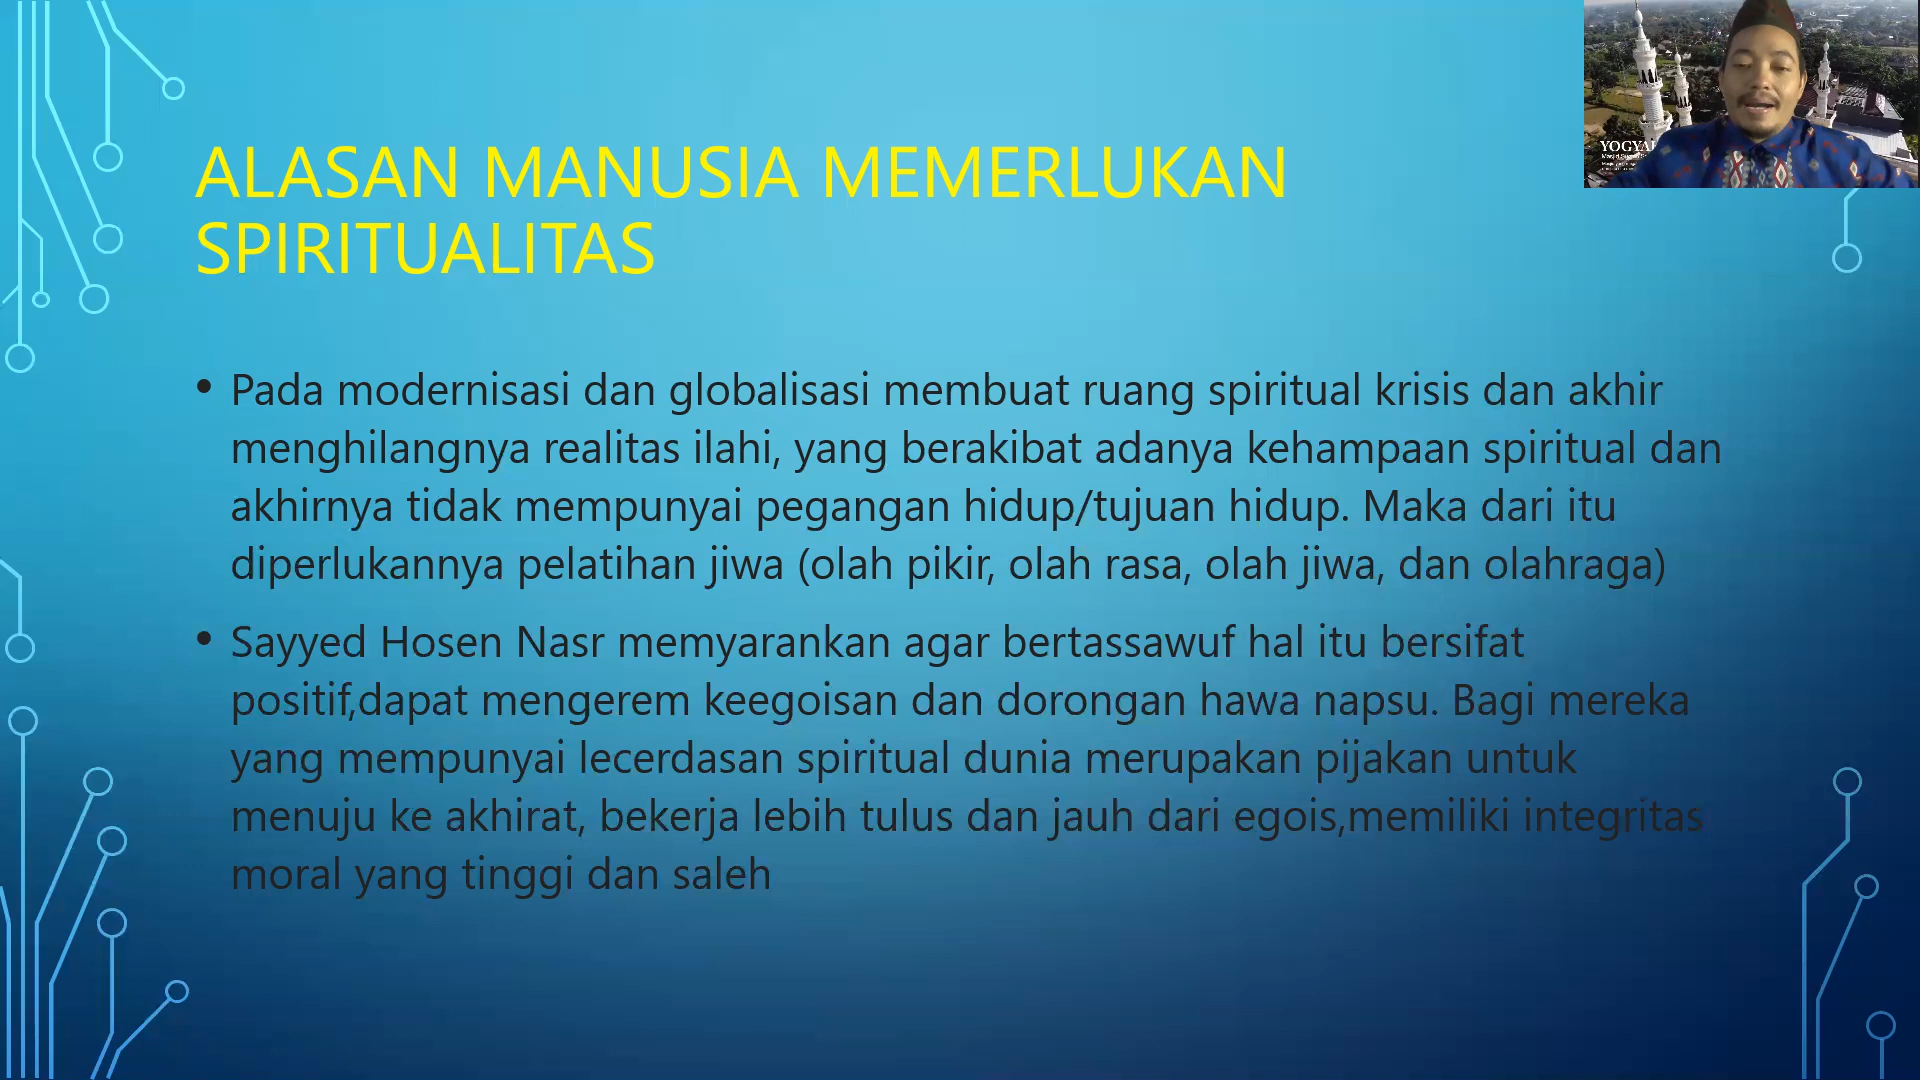 ALASAN MANUSIA MEMERLUKAN
SPIRITUALITAS
• Pada modernisasi dan globalisasi membuat ruang spiritual krisis dan akhir
menghilangnya realitas ilahi, yang berakibat adanya kehampaan spiritual dan
akhirnya tidak mempunyai pegangan hidup/tujuan hidup. Maka dari itu
diperlukannya pelatihan jiwa (olah pikir, olah rasa, olah jiwa, dan olahraga)
• Sayyed Hosen Nasr memyarankan agar bertassawuf hal itu bersifat
positif,dapat mengerem keegoisan dan dorongan hawa napsu. Bagi mereka
yang mempunyai lecerdasan spiritual dunia merupakan pijakan untuk
menuju ke akhirat, bekerja lebih tulus dan jauh dari egois,memiliki integritas
moral yang tinggi dan saleh